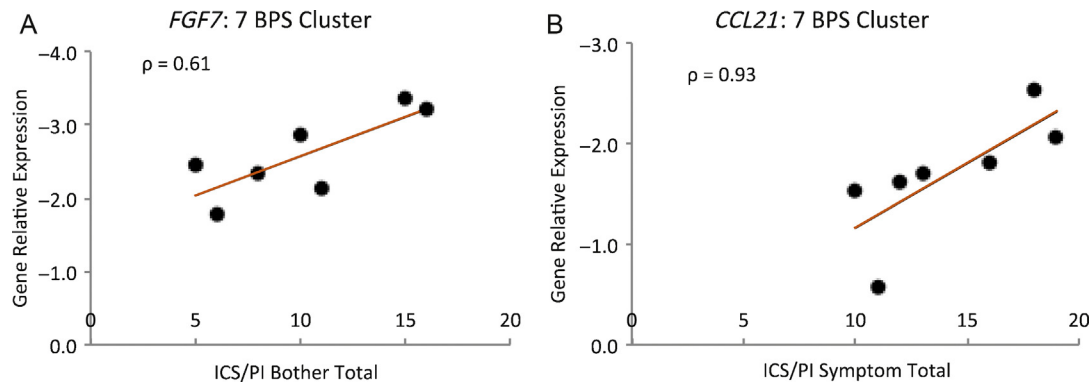 A
FGF7: 7 BPS Cluster
ρ = 0.61
Gene Relative Expression
−4.0
−3.0
−2.0
−1.0
0.0
0 5 10 15 20
ICS/PI Bother Total
B
CCL21: 7 BPS Cluster
ρ = 0.93
Gene Relative Expression
−3.0
−2.0
−1.0
0.0
0 5 10 15 20
ICS/PI Symptom Total